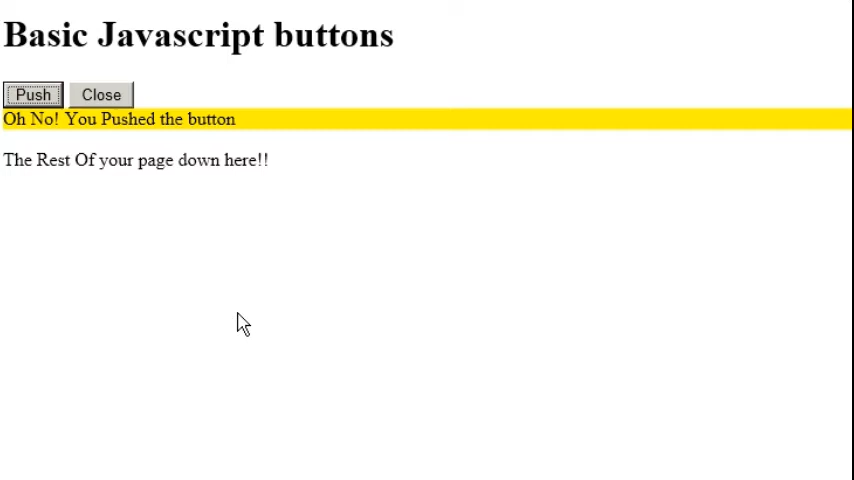 Basic Javascript buttons
Push Close
Oh No! You Pushed the button
The Rest Of your page down here!!